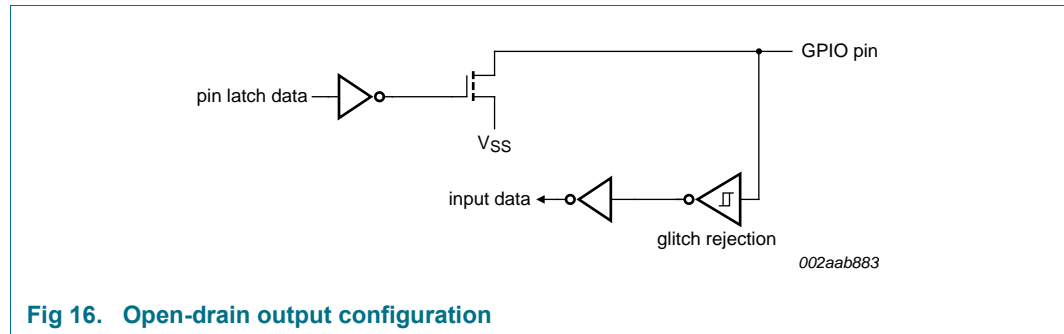 GPIO pin
pin latch data
VSS
input data
glitch rejection
002aab883
Fig 16. Open-drain output configuration